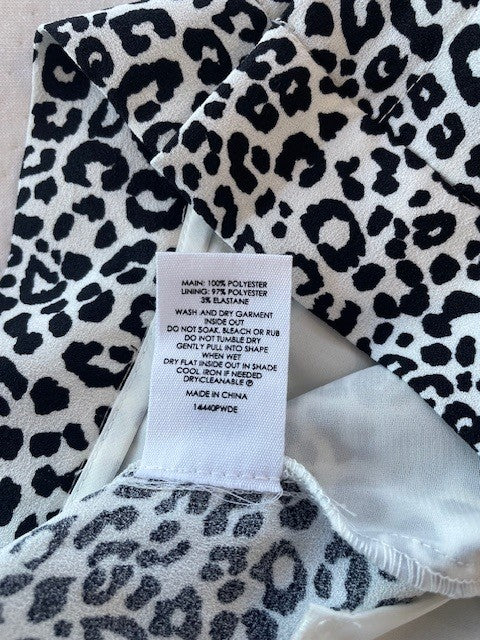 MAIN: 100% POLYESTER
LINING: 97% POLYESTER
3% ELASTANE
WASH AND DRY GARMENT
INSIDE OUT
DO NOT SOAK, BLEACH OR RUB
DO NOT TUMBLE DRY
GENTLY PULL INTO SHAPE
WHEN WET
DRY FLAT INSIDE OUT IN SHADE
COOL IRON IF NEEDED
DRYCLEANABLE Ⓟ
MADE IN CHINA
14440PWDE